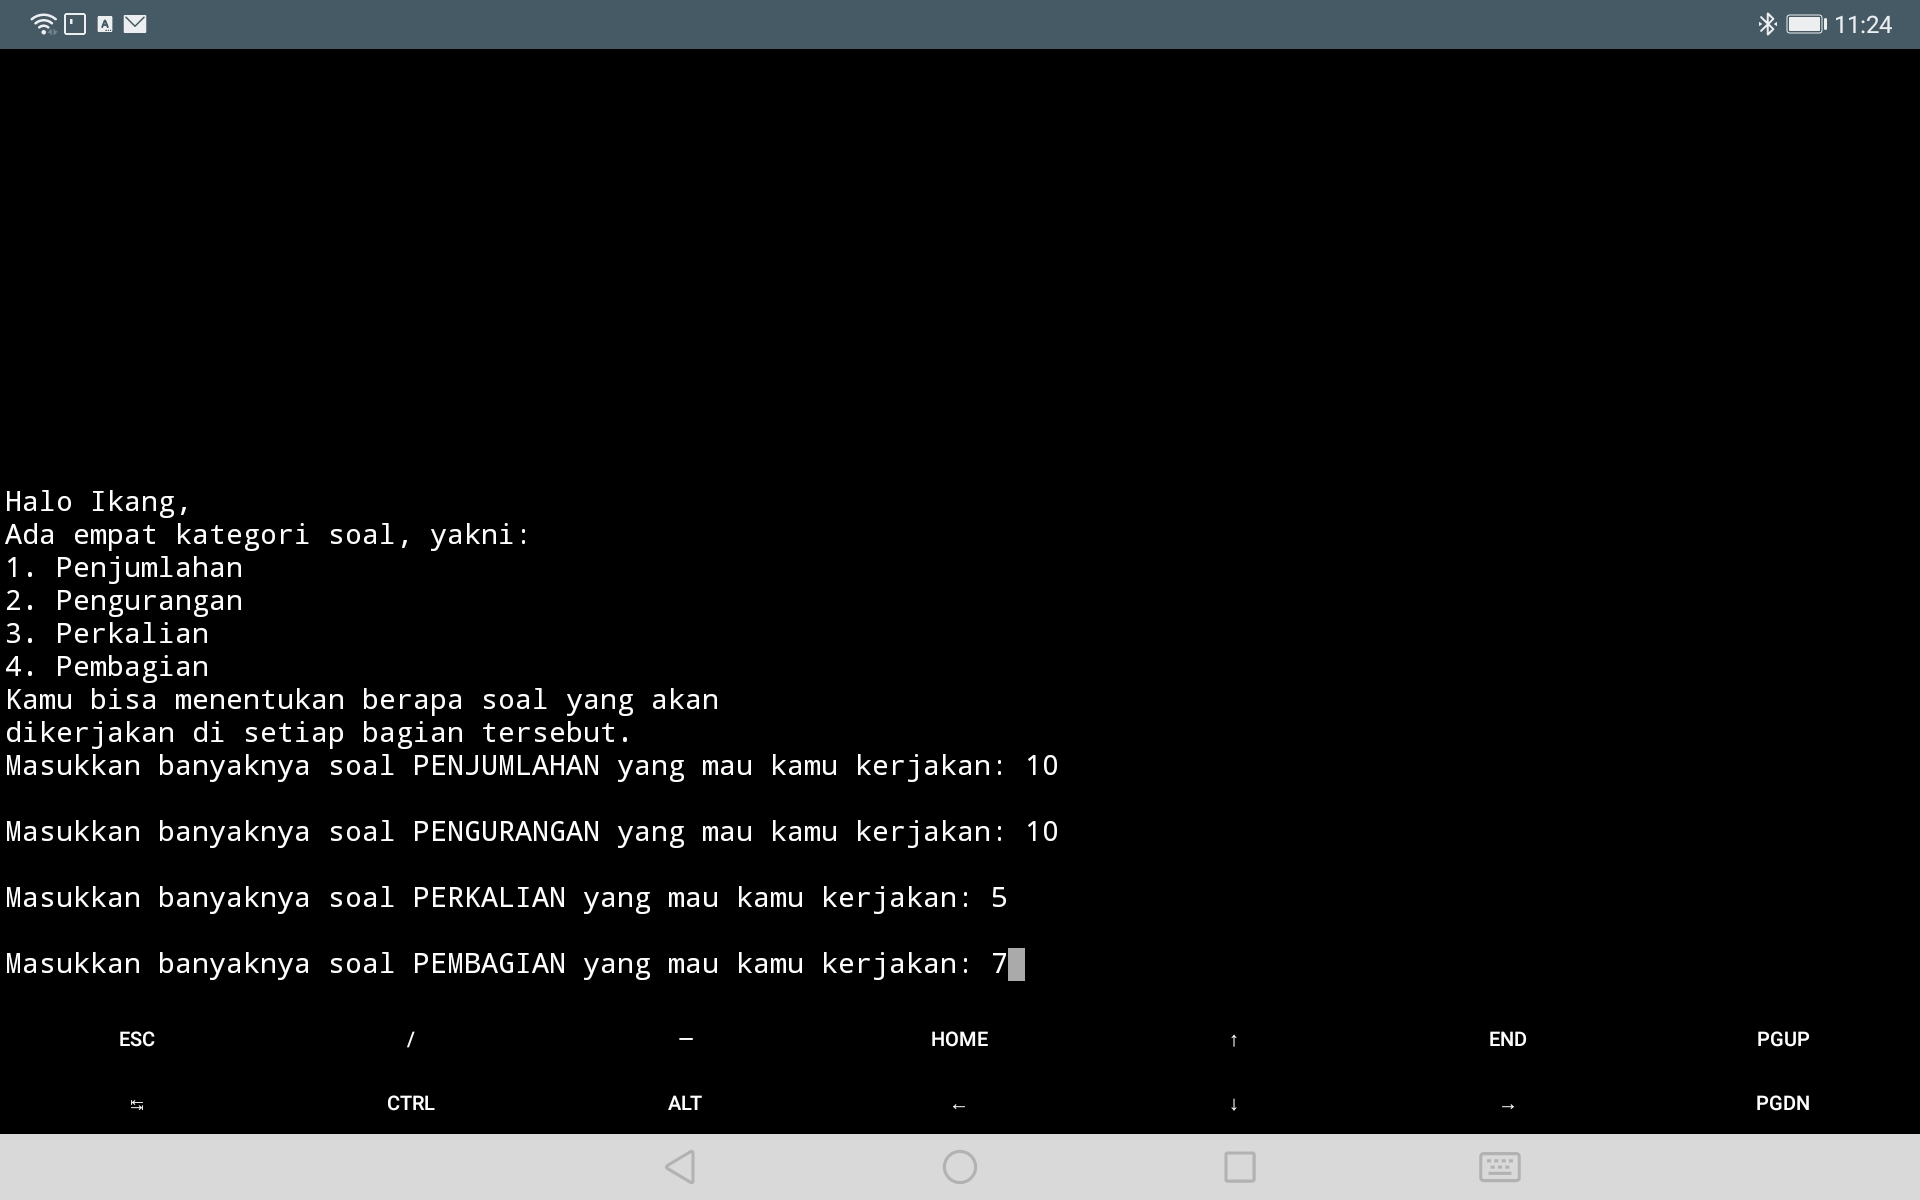 11:24
Halo Ikang,
Ada empat kategori soal, yakni:
1. Penjumlahan
2. Pengurangan
3. Perkalian
4. Pembagian
Kamu bisa menentukan berapa soal yang akan
dikerjakan di setiap bagian tersebut.
Masukkan banyaknya soal PENJUMLAHAN yang mau kamu kerjakan: 10
Masukkan banyaknya soal PENGURANGAN yang mau kamu kerjakan: 10
Masukkan banyaknya soal PERKALIAN yang mau kamu kerjakan: 5
Masukkan banyaknya soal PEMBAGIAN yang mau kamu kerjakan: 7
ESC / — HOME ↑ END PGUP
↹ CTRL ALT ← ↓ → PGDN